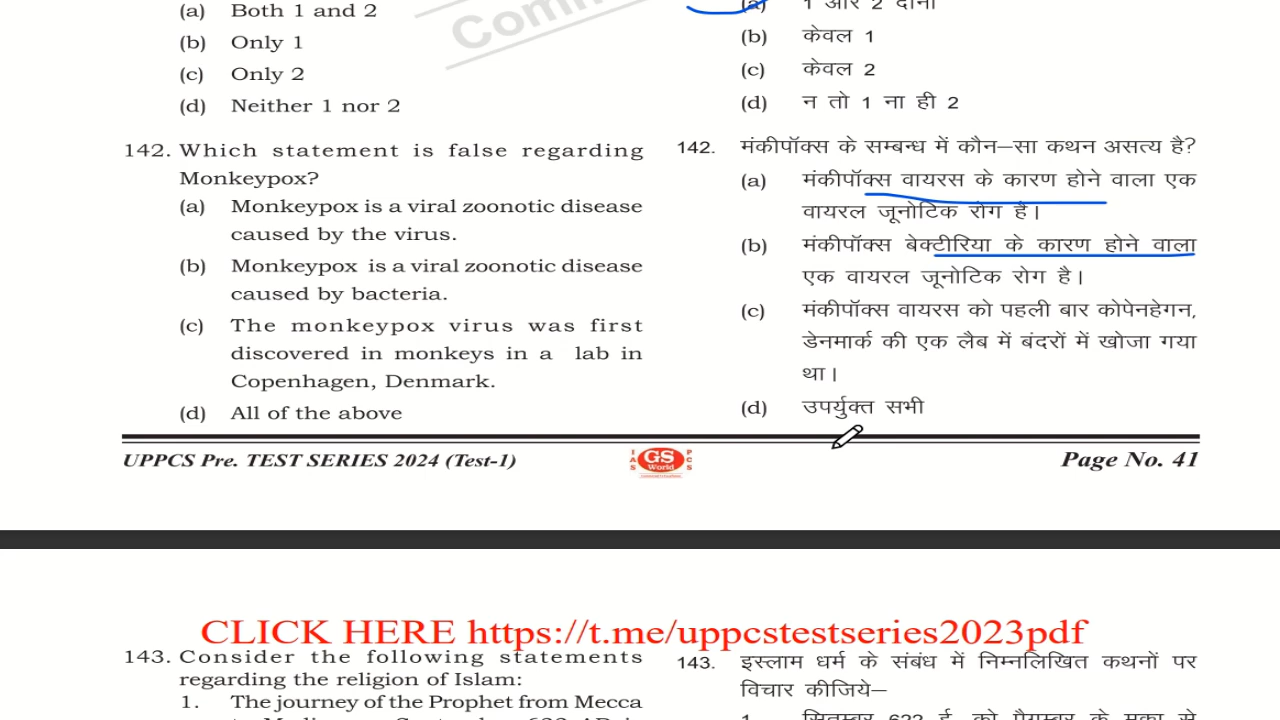 (a) Both 1 and 2
(b) Only 1
(c) Only 2
(d) Neither 1 nor 2
142. Which statement is false regarding
Monkeypox?
(a) Monkeypox is a viral zoonotic disease
caused by the virus.
(b) Monkeypox is a viral zoonotic disease
caused by bacteria.
(c) The monkeypox virus was first
discovered in monkeys in a lab in
Copenhagen, Denmark.
(d) All of the above
(a) 1 और 2 दोनों
(b) केवल 1
(c) केवल 2
(d) न तो 1 ना ही 2
142. मंकीपॉक्स के सम्बन्ध में कौन–सा कथन असत्य है?
(a) मंकीपॉक्स वायरस के कारण होने वाला एक
वायरल जूनोटिक रोग है।
(b) मंकीपॉक्स बेक्टीरिया के कारण होने वाला
एक वायरल जूनोटिक रोग है।
(c) मंकीपॉक्स वायरस को पहली बार कोपेनहेगन,
डेनमार्क की एक लैब में बंदरों में खोजा गया
था।
(d) उपर्युक्त सभी
UPPCS Pre. TEST SERIES 2024 (Test-1)
IAS GS World PCS
Page No. 41
CLICK HERE https://t.me/uppcstestseries2023pdf
143. Consider the following statements
regarding the religion of Islam:
1. The journey of the Prophet from Mecca
143. इस्लाम धर्म के संबंध में निम्नलिखित कथनों पर
विचार कीजिये–